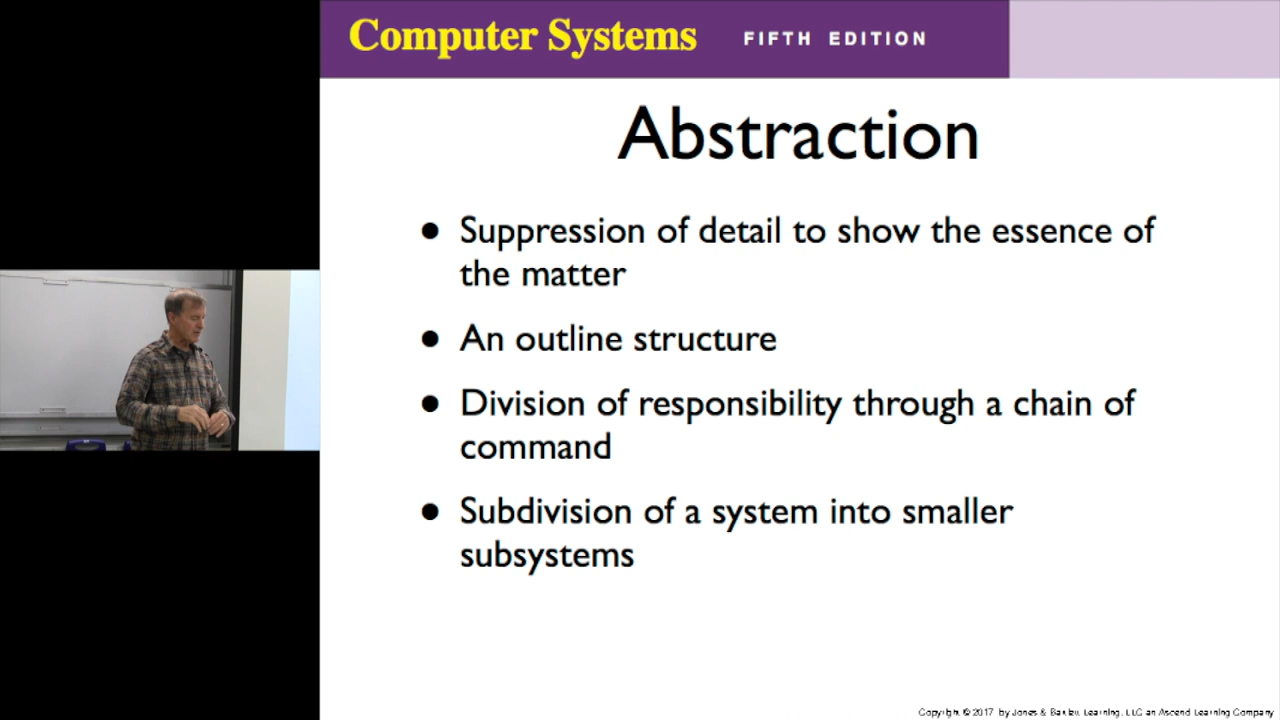 Computer Systems FIFTH EDITION
Abstraction
• Suppression of detail to show the essence of
the matter
• An outline structure
• Division of responsibility through a chain of
command
• Subdivision of a system into smaller
subsystems
Copyright © 2017 by Jones & Bartlett Learning, LLC an Ascend Learning Company